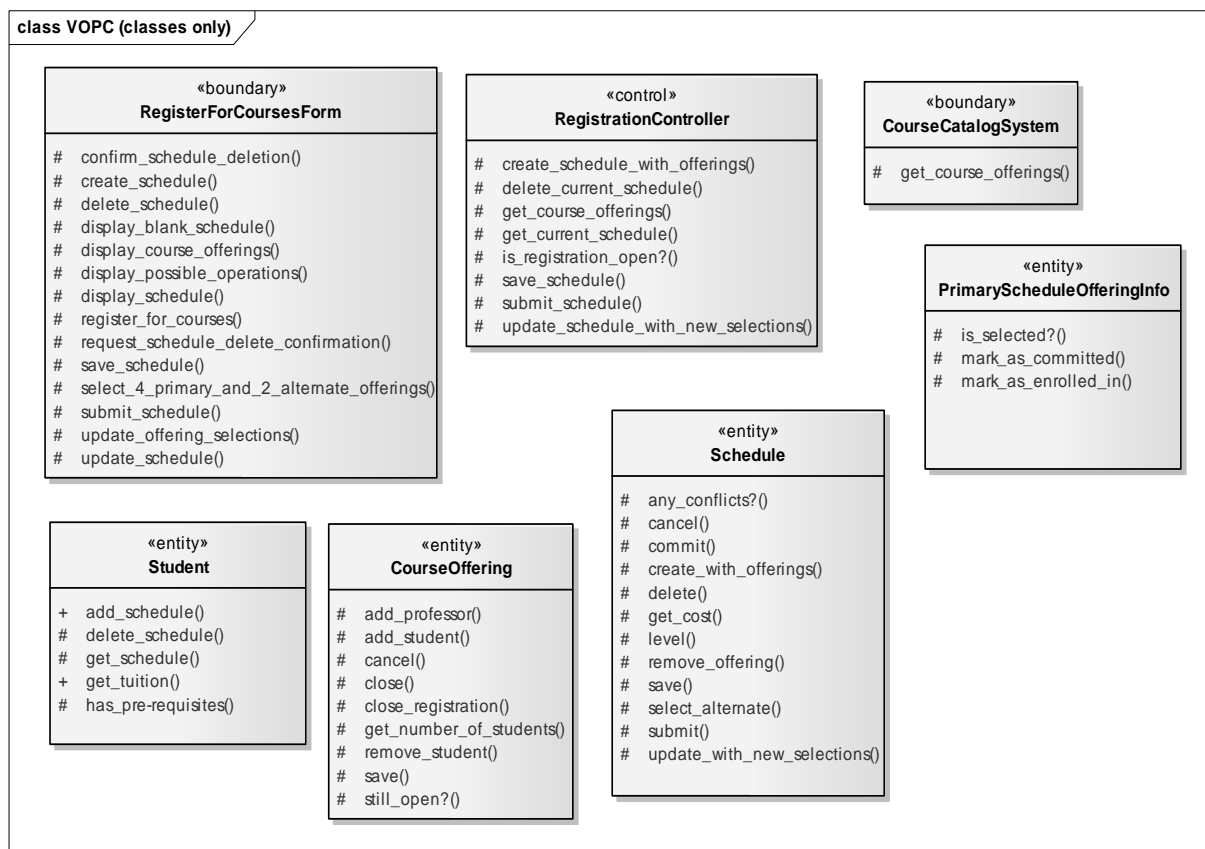 class VOPC (classes only)
«boundary»
RegisterForCoursesForm
# confirm_schedule_deletion()
# create_schedule()
# delete_schedule()
# display_blank_schedule()
# display_course_offerings()
# display_possible_operations()
# display_schedule()
# register_for_courses()
# request_schedule_delete_confirmation()
# save_schedule()
# select_4_primary_and_2_alternate_offerings()
# submit_schedule()
# update_offering_selections()
# update_schedule()
«control»
RegistrationController
# create_schedule_with_offerings()
# delete_current_schedule()
# get_course_offerings()
# get_current_schedule()
# is_registration_open?()
# save_schedule()
# submit_schedule()
# update_schedule_with_new_selections()
«boundary»
CourseCatalogSystem
# get_course_offerings()
«entity»
PrimaryScheduleOfferingInfo
# is_selected?()
# mark_as_committed()
# mark_as_enrolled_in()
«entity»
Student
+ add_schedule()
# delete_schedule()
# get_schedule()
+ get_tuition()
# has_pre-requisites()
«entity»
CourseOffering
# add_professor()
# add_student()
# cancel()
# close()
# close_registration()
# get_number_of_students()
# remove_student()
# save()
# still_open?()
«entity»
Schedule
# any_conflicts?()
# cancel()
# commit()
# create_with_offerings()
# delete()
# get_cost()
# level()
# remove_offering()
# save()
# select_alternate()
# submit()
# update_with_new_selections()